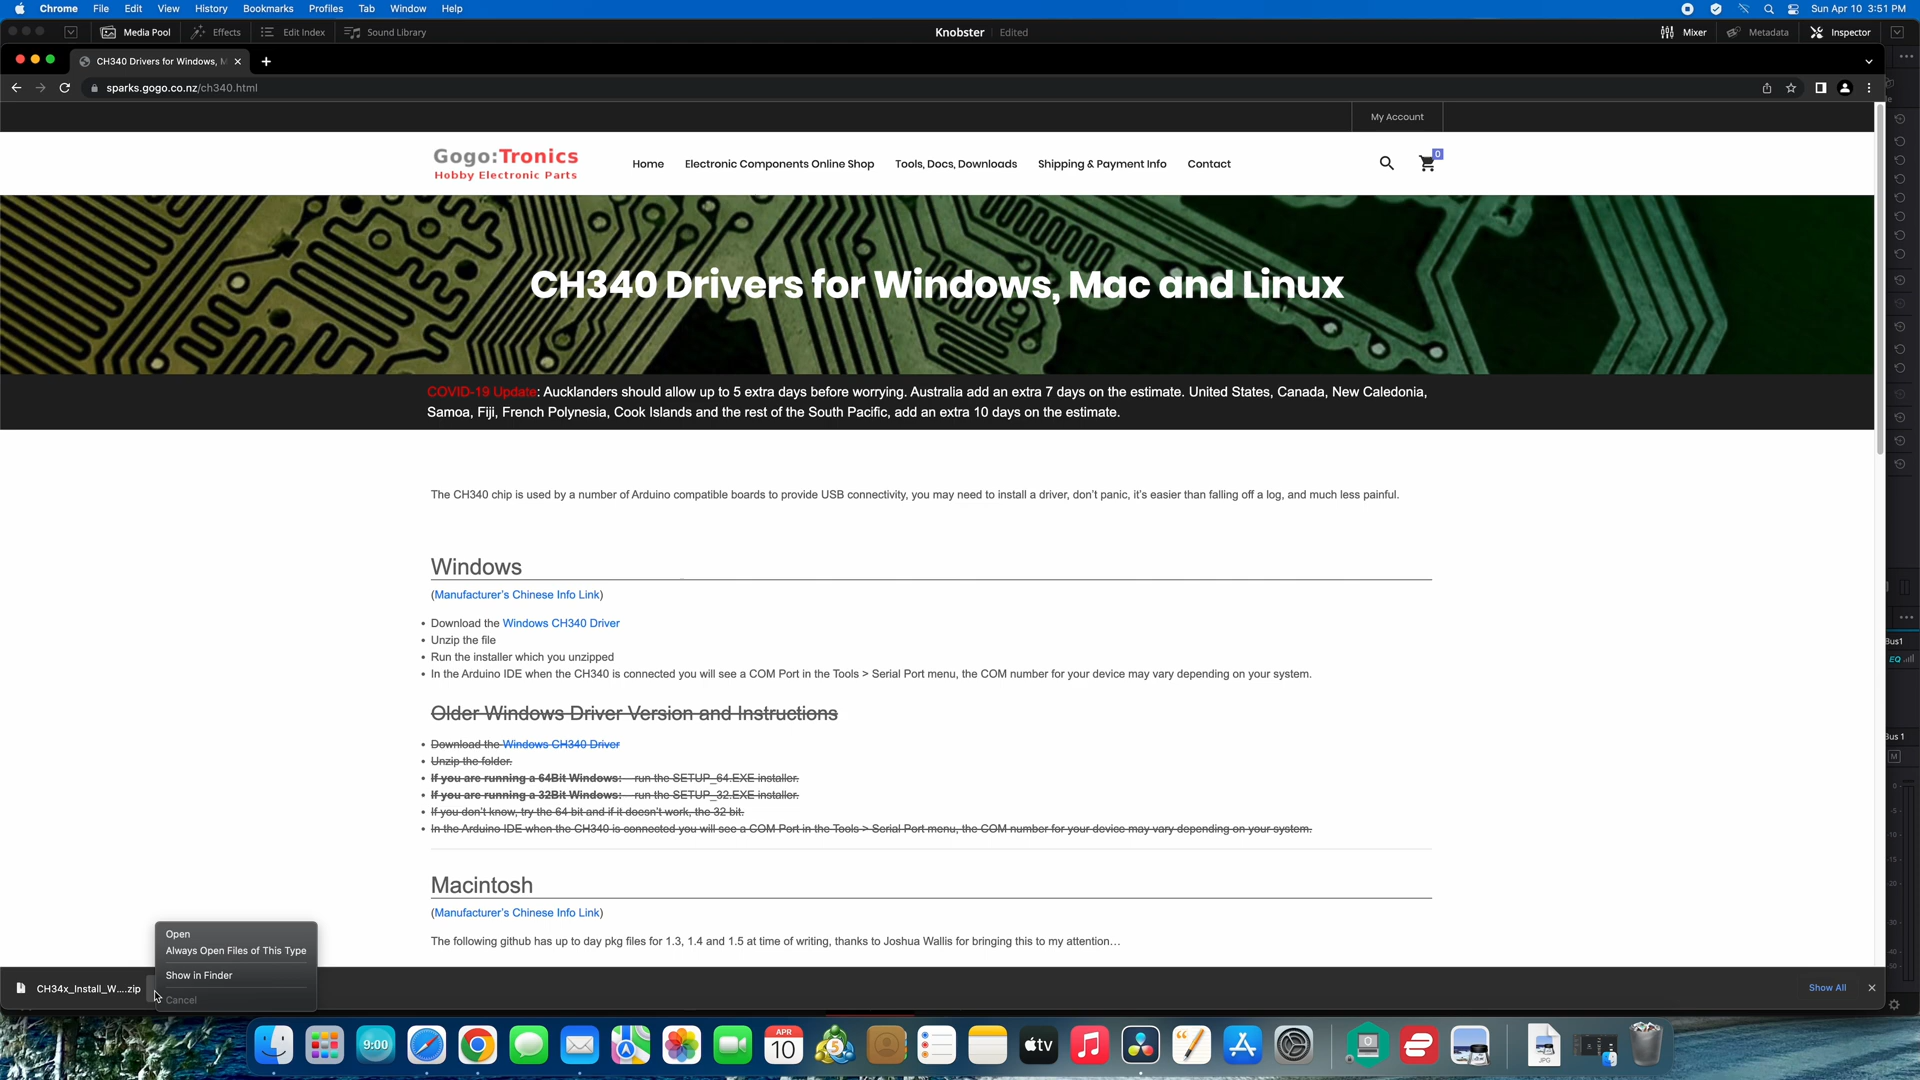 Chrome File Edit View History Bookmarks Profiles Tab Window Help Sun Apr 10 3:51 PM
Media Pool Effects Edit Index Sound Library Knobster Edited Mixer Metadata Inspector
CH340 Drivers for Windows, M
sparks.gogo.co.nz/ch340.html
My Account
Gogo:Tronics
Hobby Electronic Parts
Home Electronic Components Online Shop Tools, Docs, Downloads Shipping & Payment Info Contact
0
CH340 Drivers for Windows, Mac and Linux
COVID-19 Update: Aucklanders should allow up to 5 extra days before worrying. Australia add an extra 7 days on the estimate. United States, Canada, New Caledonia,
Samoa, Fiji, French Polynesia, Cook Islands and the rest of the South Pacific, add an extra 10 days on the estimate.
The CH340 chip is used by a number of Arduino compatible boards to provide USB connectivity, you may need to install a driver, don't panic, it's easier than falling off a log, and much less painful.
Windows
(Manufacturer's Chinese Info Link)
• Download the Windows CH340 Driver
• Unzip the file
• Run the installer which you unzipped
• In the Arduino IDE when the CH340 is connected you will see a COM Port in the Tools > Serial Port menu, the COM number for your device may vary depending on your system.
Older Windows Driver Version and Instructions
• Download the Windows CH340 Driver
• Unzip the folder.
• If you are running a 64Bit Windows: run the SETUP_64.EXE installer.
• If you are running a 32Bit Windows: run the SETUP_32.EXE installer.
• If you don't know, try the 64 bit and if it doesn't work, the 32 bit.
• In the Arduino IDE when the CH340 is connected you will see a COM Port in the Tools > Serial Port menu, the COM number for your device may vary depending on your system.
Macintosh
(Manufacturer's Chinese Info Link)
The following github has up to day pkg files for 1.3, 1.4 and 1.5 at time of writing, thanks to Joshua Wallis for bringing this to my attention…
Open
Always Open Files of This Type
Show in Finder
Cancel
CH34x_Install_W....zip
Show All
Bus1
EQ
Bus 1
M
9:00
APR
10
5
tv
JPG